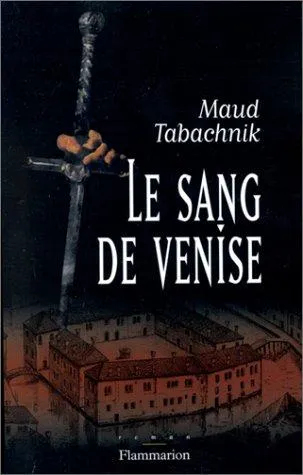 Maud
Tabachnik
LE SANG
DE VENISE
roman
Flammarion